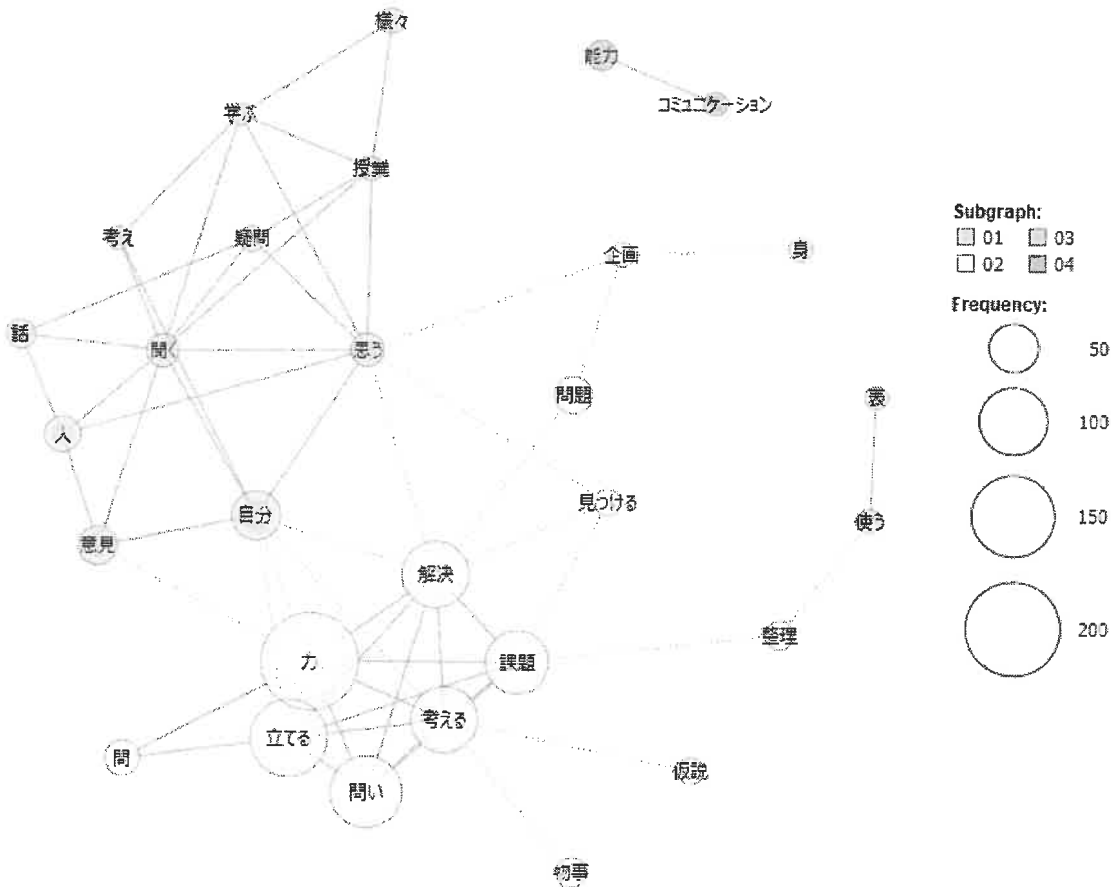 様々
能力
コミュニケーション
学ぶ
授業
考え
疑問
企画
身
話
聞く
思う
問題
表
人
見つける
自分
使う
意見
解決
力
課題
整理
考える
立てる
問
仮説
問い
物事
Subgraph:
01 03
02 04
Frequency:
50
100
150
200